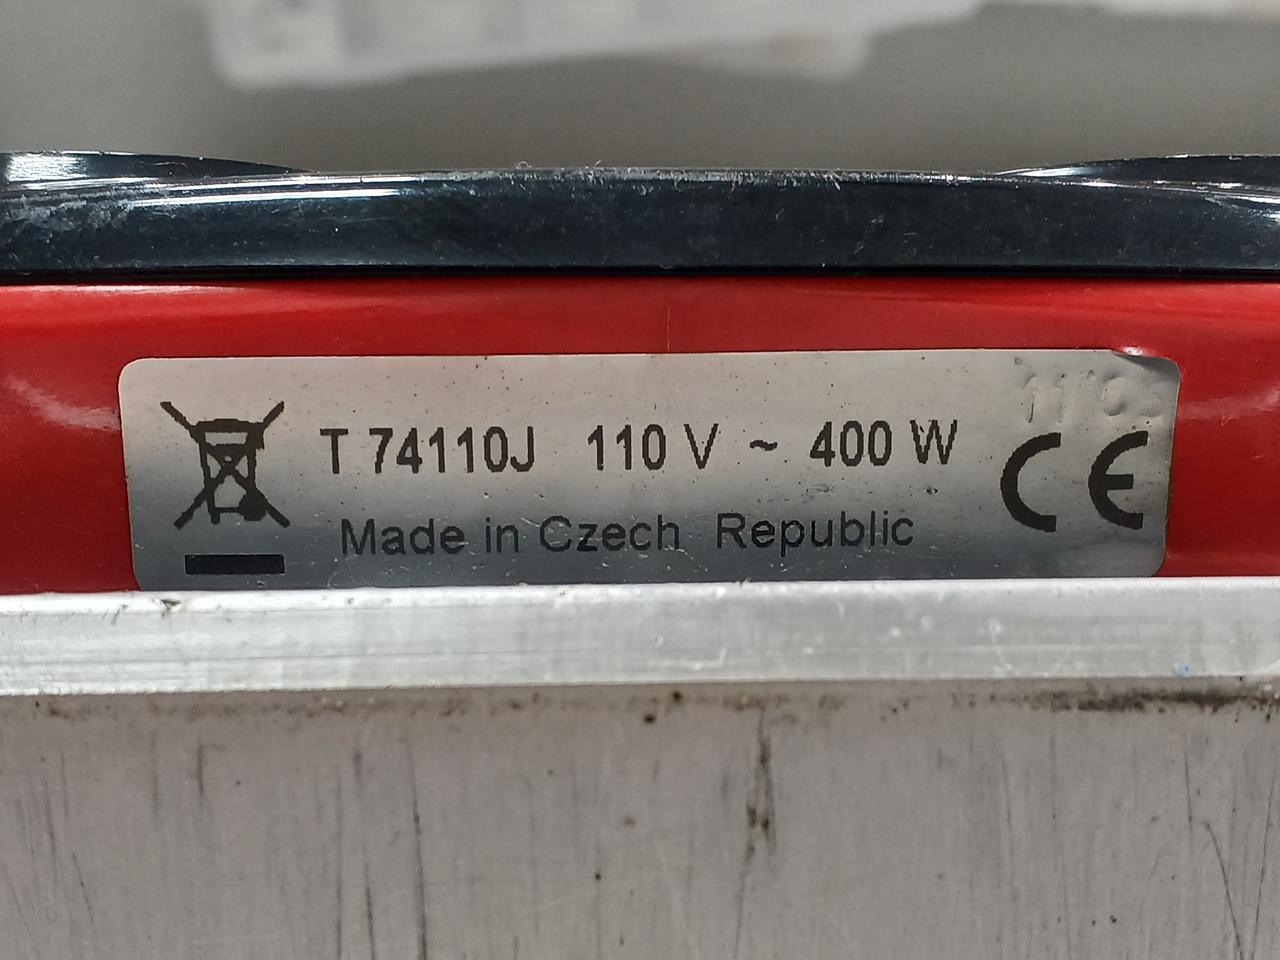 T 74110J 110 V ~ 400 W
Made in Czech Republic
CE